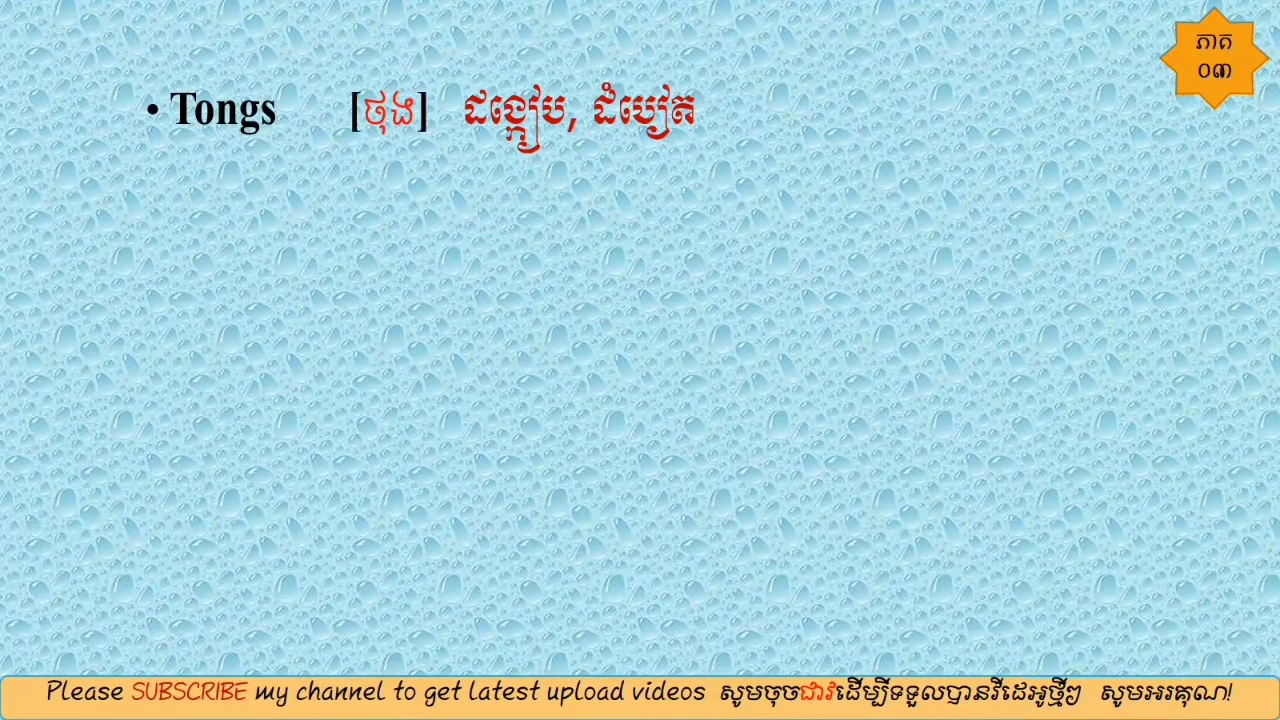 ភាគ
០៣
• Tongs [ថុង] ដង្កៀប, ដំបៀត
Please SUBSCRIBE my channel to get latest upload videos សូមចុចជាវដើម្បីទទួលបានវីដេអូថ្មីៗ សូមអរគុណ!